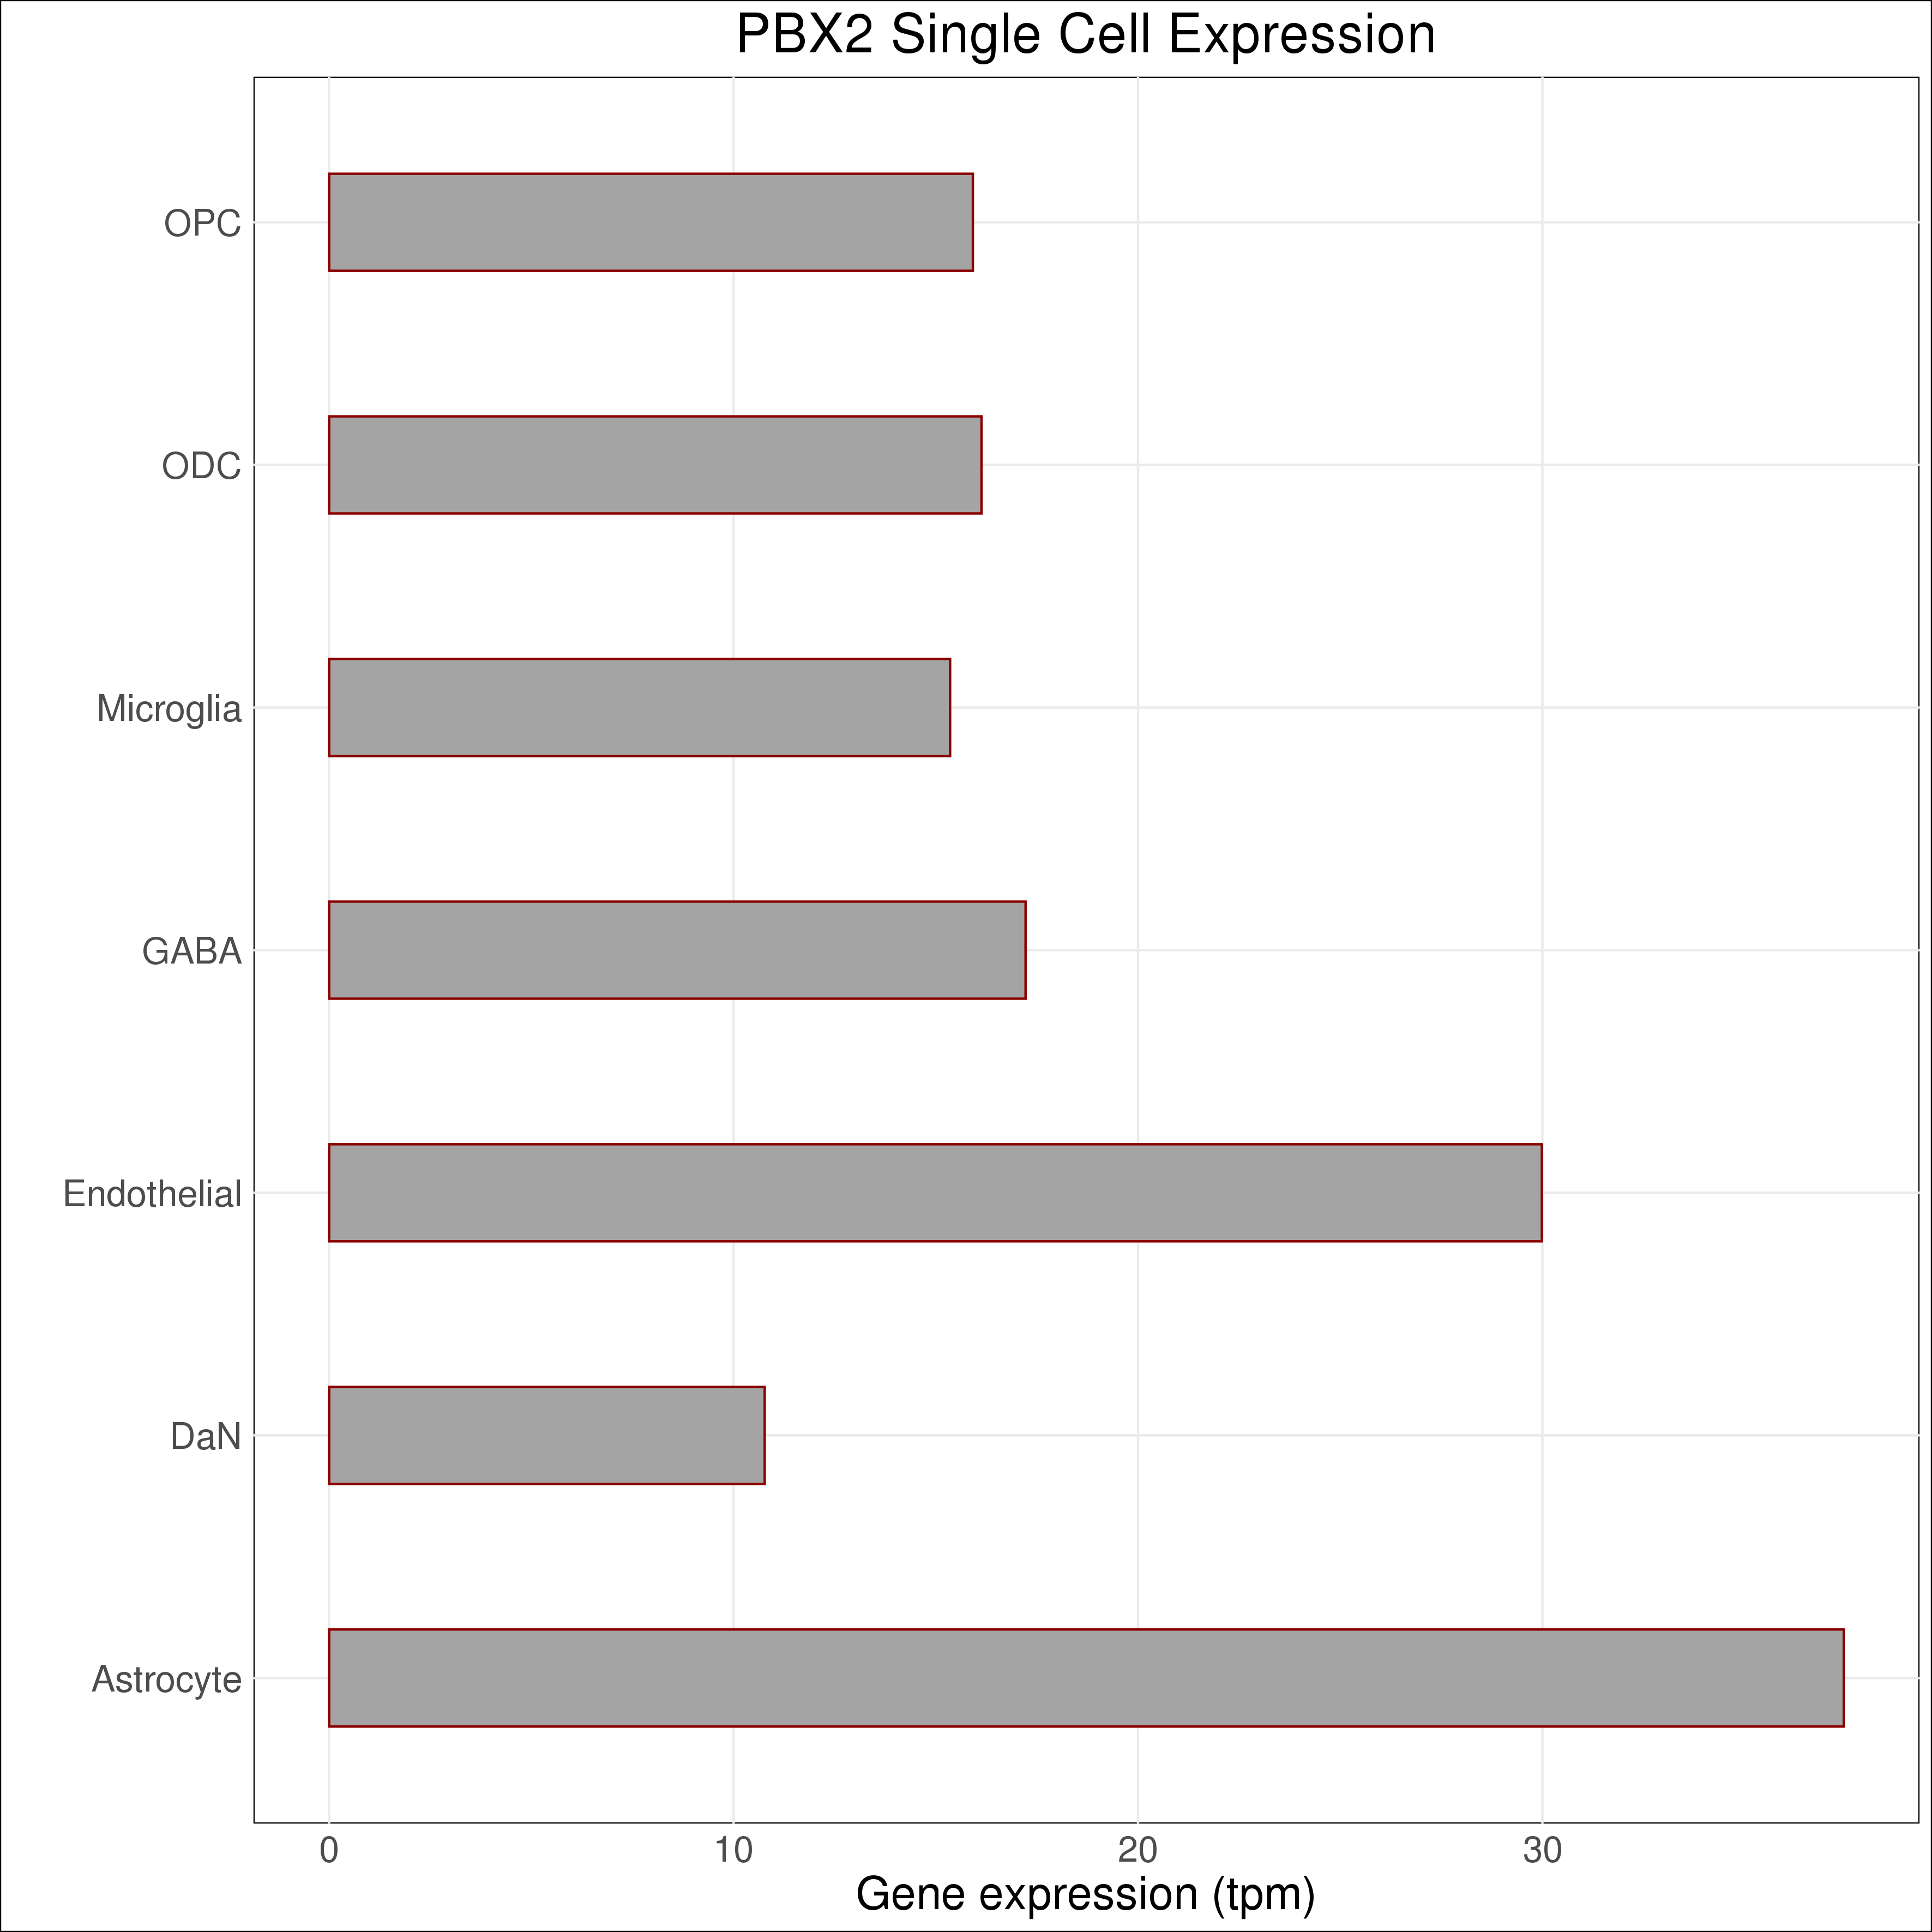 PBX2 Single Cell Expression
OPC
ODC
Microglia
GABA
Endothelial
DaN
Astrocyte
0 10 20 30
Gene expression (tpm)